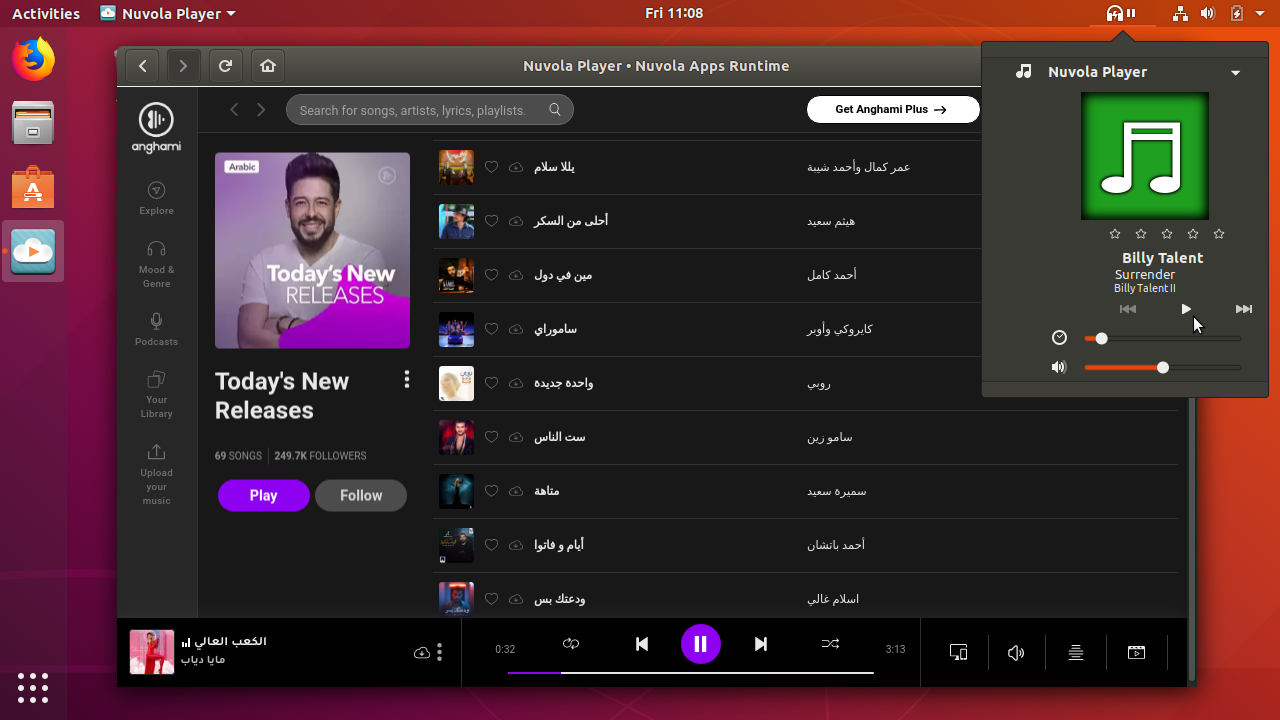 Activities
Nuvola Player
Fri 11:08
Nuvola Player • Nuvola Apps Runtime
Nuvola Player
anghami
Search for songs, artists, lyrics, playlists.
Get Anghami Plus →
Explore
Mood &
Genre
Podcasts
Your
Library
Upload
your
music
Arabic
Today's New
RELEASES
Today's New
Releases
69 SONGS
249.7K FOLLOWERS
Play
Follow
يللا سلام
عمر كمال وأحمد شيبة
أحلى من السكر
هيثم سعيد
مين في دول
أحمد كامل
ساموراي
كايروكي وأوبر
واحدة جديدة
روبي
ست الناس
سامو زين
متاهة
سميرة سعيد
أيام و فاتوا
أحمد باتشان
ودعتك بس
اسلام غالي
Billy Talent
Surrender
Billy Talent II
الكعب العالي
مايا دياب
0:32
3:13